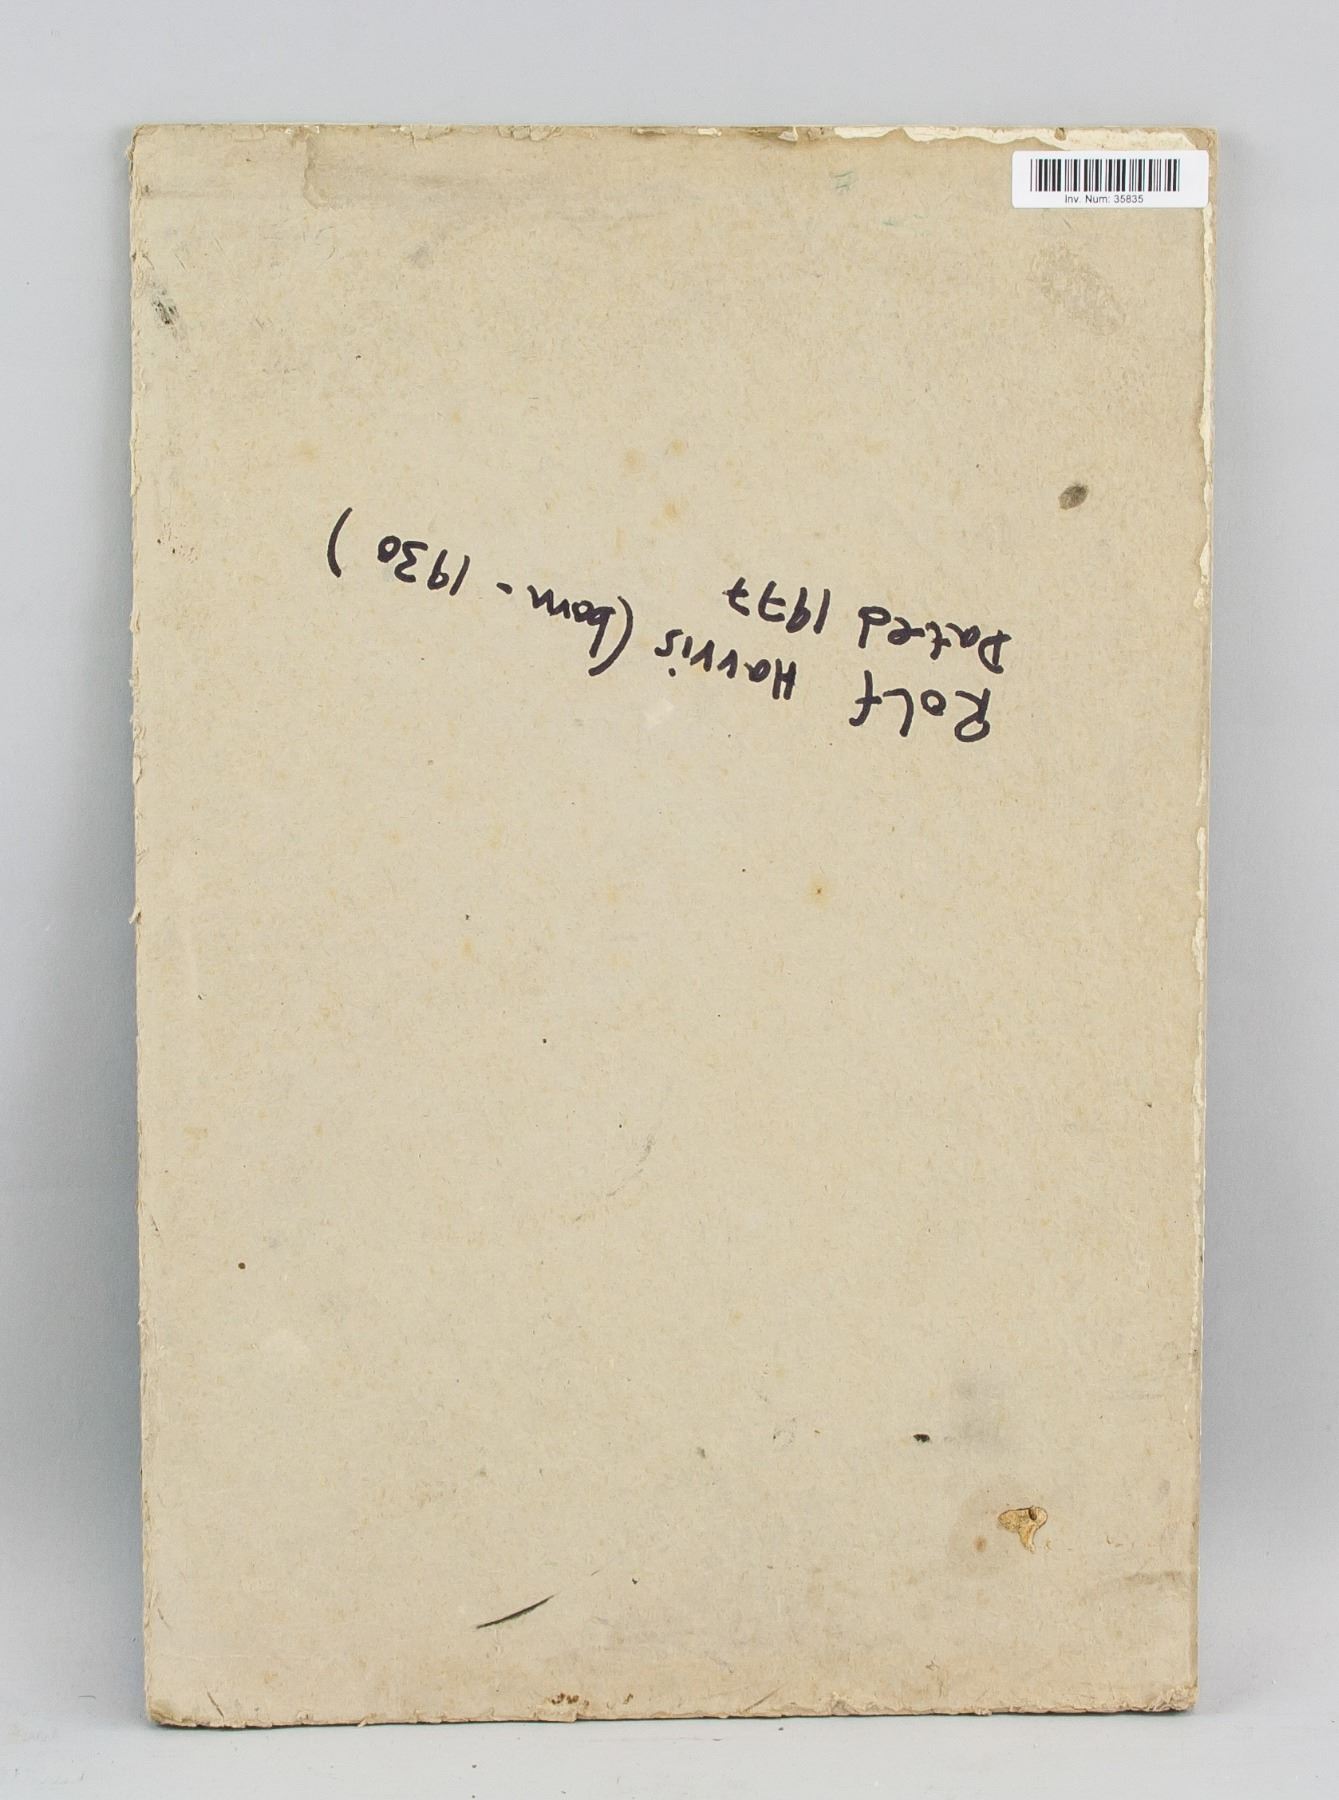 Inv. Num: 35835
Rolf Harris (born - 1930)
Dated 1977